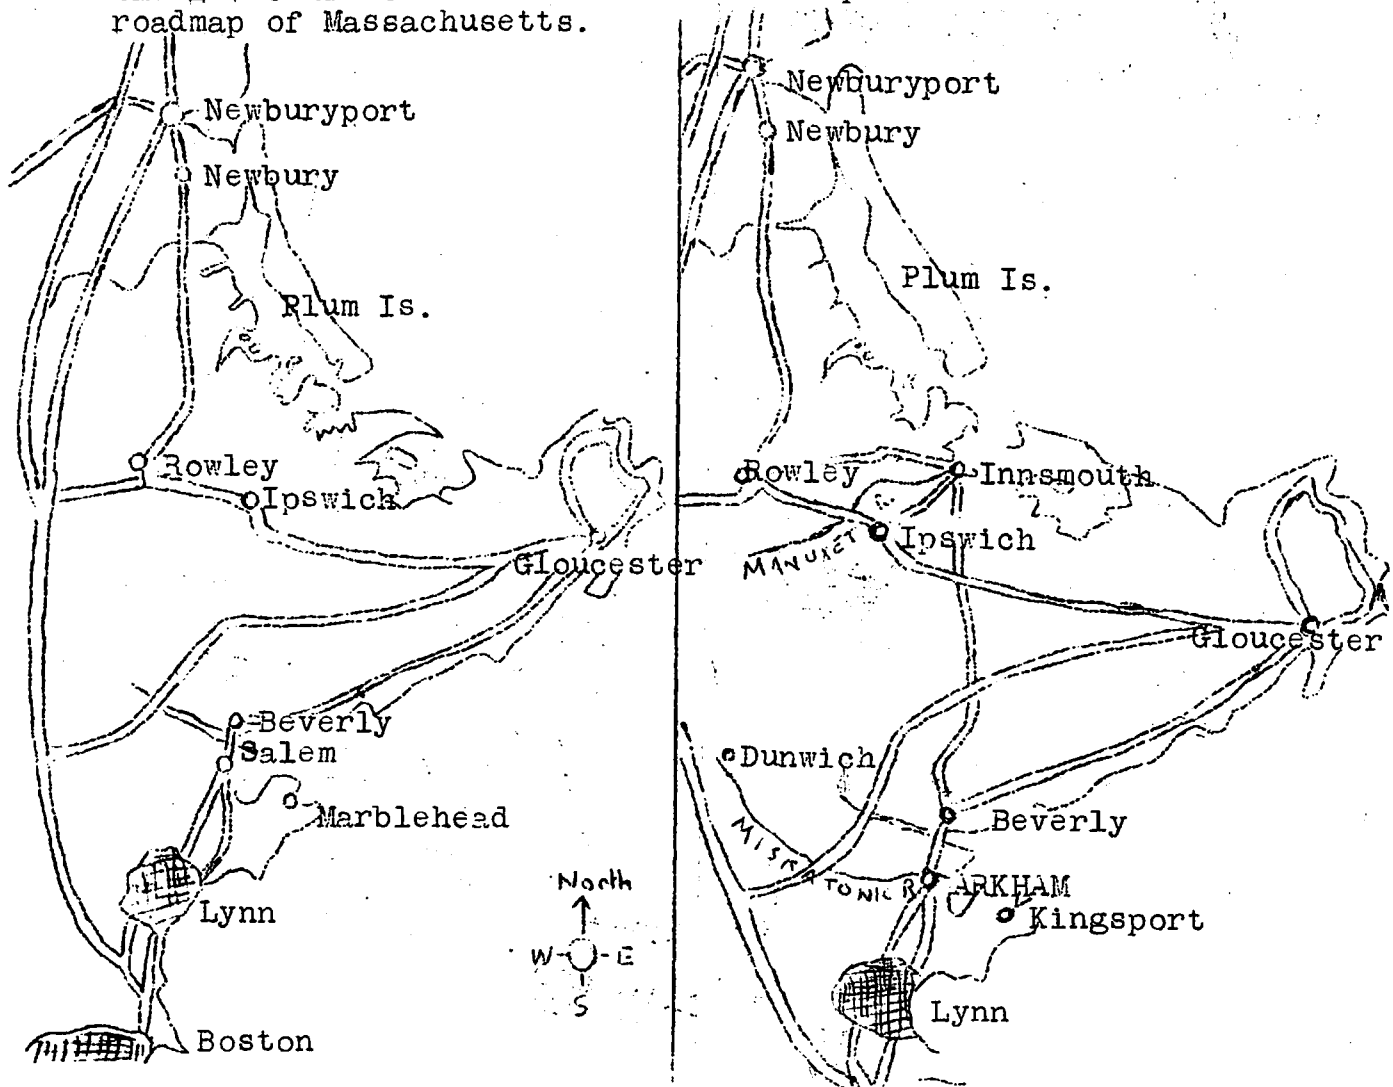 roadmap of Massachusetts.
Newburyport
Newbury
Plum Is.
Rowley
Ipswich
Gloucester
Beverly
Salem
Marblehead
Lynn
Boston
North
W
E
S
Newburyport
Newbury
Plum Is.
Rowley
Innsmouth
MANUXET
Ipswich
Gloucester
Dunwich
Beverly
MISKATONIC R
ARKHAM
Kingsport
Lynn